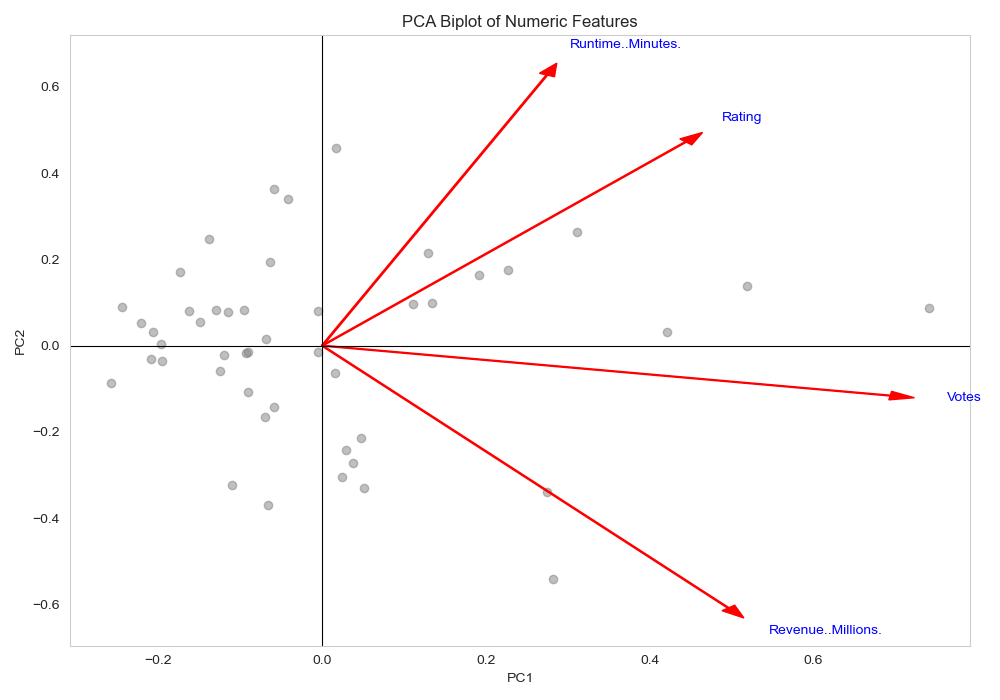 PCA Biplot of Numeric Features
Runtime..Minutes.
Rating
Votes
Revenue..Millions.
0.6
0.4
0.2
0.0
−0.2
−0.4
−0.6
PC2
−0.2
0.0
0.2
0.4
0.6
PC1